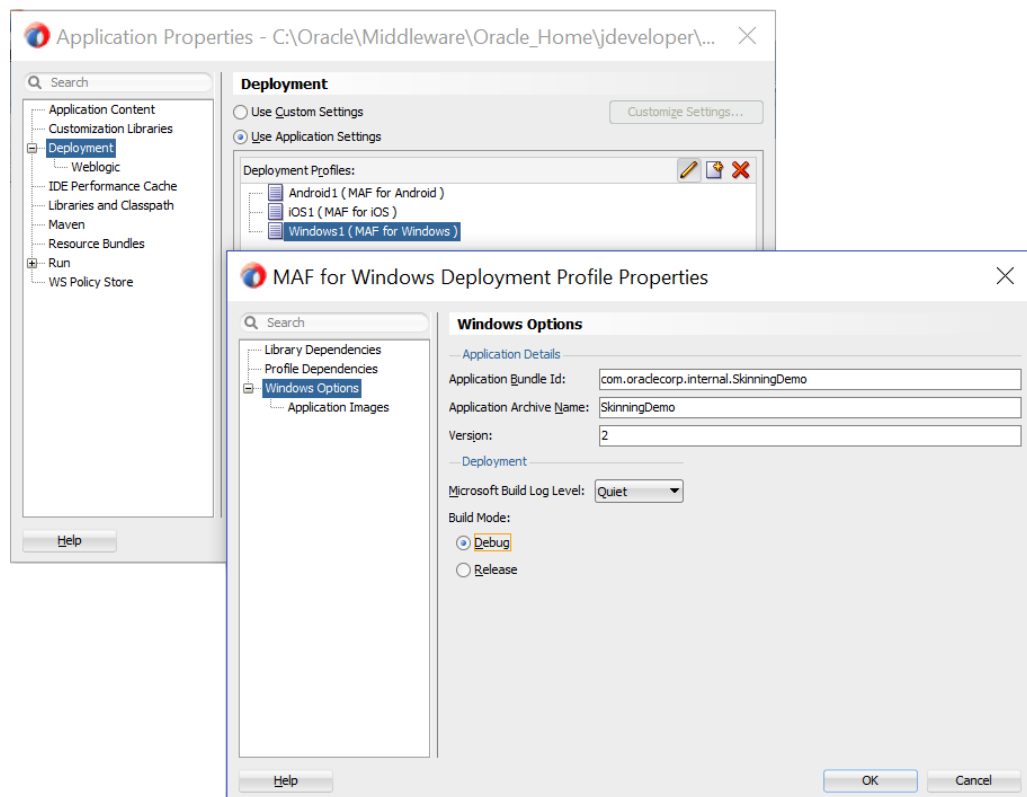 Application Properties - C:\Oracle\Middleware\Oracle_Home\jdeveloper\...
Search
Application Content
Customization Libraries
Deployment
Weblogic
IDE Performance Cache
Libraries and Classpath
Maven
Resource Bundles
Run
WS Policy Store
Help
Deployment
Use Custom Settings
Customize Settings...
Use Application Settings
Deployment Profiles:
Android1 ( MAF for Android )
iOS1 ( MAF for iOS )
Windows1 ( MAF for Windows )
MAF for Windows Deployment Profile Properties
Search
Library Dependencies
Profile Dependencies
Windows Options
Application Images
Windows Options
Application Details
Application Bundle Id: com.oraclecorp.internal.SkinningDemo
Application Archive Name: SkinningDemo
Version: 2
Deployment
Microsoft Build Log Level: Quiet
Build Mode:
Debug
Release
Help
OK
Cancel